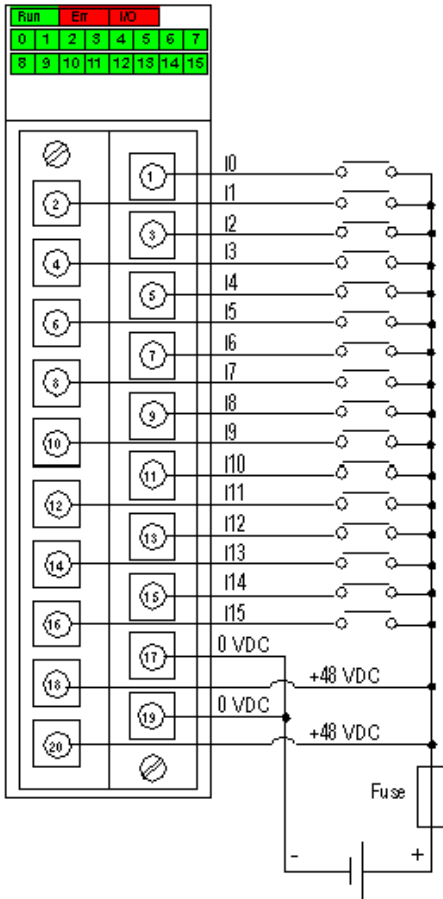 Run Err I/O
0 1 2 3 4 5 6 7
8 9 10 11 12 13 14 15
1 I0
2 I1
3 I2
4 I3
5 I4
6 I5
7 I6
8 I7
9 I8
10 I9
11 I10
12 I11
13 I12
14 I13
15 I14
16 I15
17 0 VDC
18 +48 VDC
19 0 VDC
20 +48 VDC
Fuse
- +